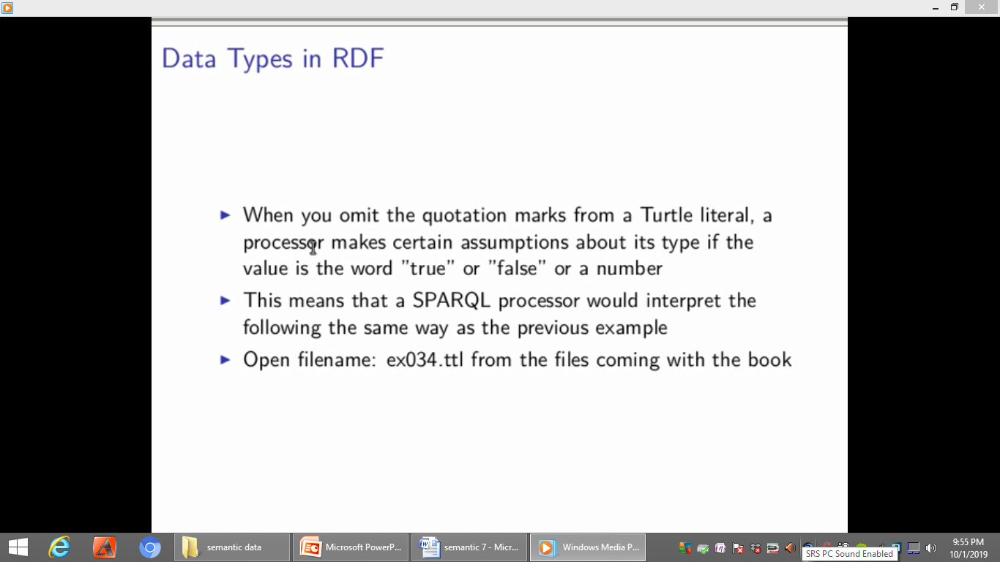 Data Types in RDF
When you omit the quotation marks from a Turtle literal, a
processor makes certain assumptions about its type if the
value is the word ”true” or ”false” or a number
This means that a SPARQL processor would interpret the
following the same way as the previous example
Open filename: ex034.ttl from the files coming with the book
semantic data
Microsoft PowerP...
semantic 7 - Micr...
Windows Media P...
9:55 PM
SRS PC Sound Enabled
10/1/2019